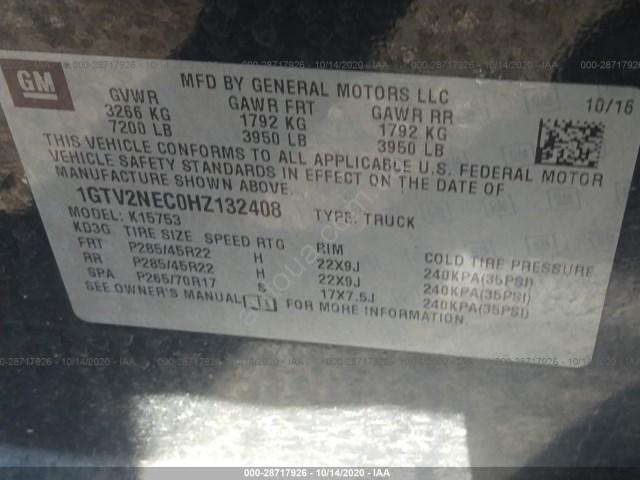 GM
MFD BY GENERAL MOTORS LLC
10/16
GVWR GAWR FRT GAWR RR
3266 KG 1792 KG 1792 KG
7200 LB 3950 LB 3950 LB
THIS VEHICLE CONFORMS TO ALL APPLICABLE U.S. FEDERAL MOTOR
VEHICLE SAFETY STANDARDS IN EFFECT ON THE DATE OF
MANUFACTURE SHOWN ABOVE.
1GTV2NEC0HZ132408 TYPE: TRUCK
MODEL: K15753
KD3G TIRE SIZE SPEED RTG RIM COLD TIRE PRESSURE
FRT P285/45R22 H 22X9J 240KPA(35PSI)
RR P285/45R22 H 22X9J 240KPA(35PSI)
SPA P265/70R17 S 17X7.5J 240KPA(35PSI)
SEE OWNER'S MANUAL FOR MORE INFORMATION
000-28717926 - 10/14/2020 - IAA